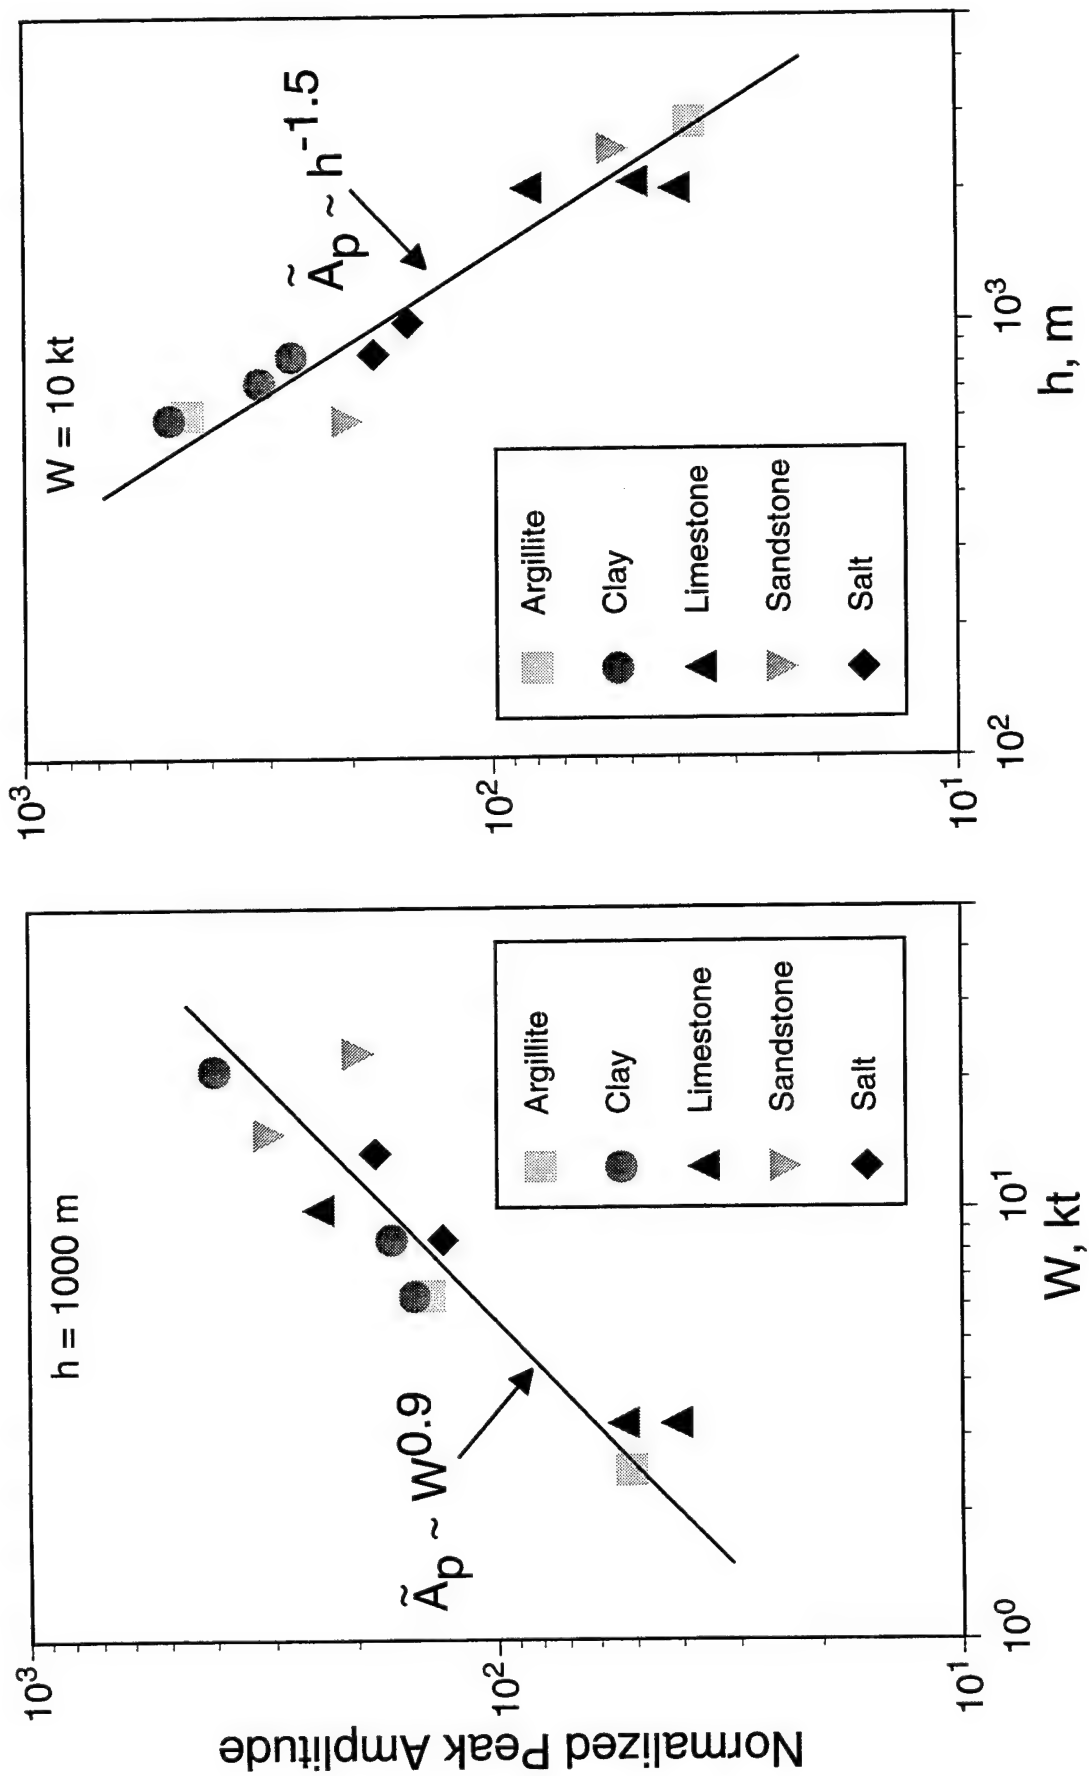 Normalized Peak Amplitude
10³
10²
10¹
h = 1000 m
Ãp ~ W^0.9
Argillite
Clay
Limestone
Sandstone
Salt
10⁰
10¹
W, kt
10³
10²
10¹
W = 10 kt
Ãp ~ h^-1.5
Argillite
Clay
Limestone
Sandstone
Salt
10²
10³
h, m